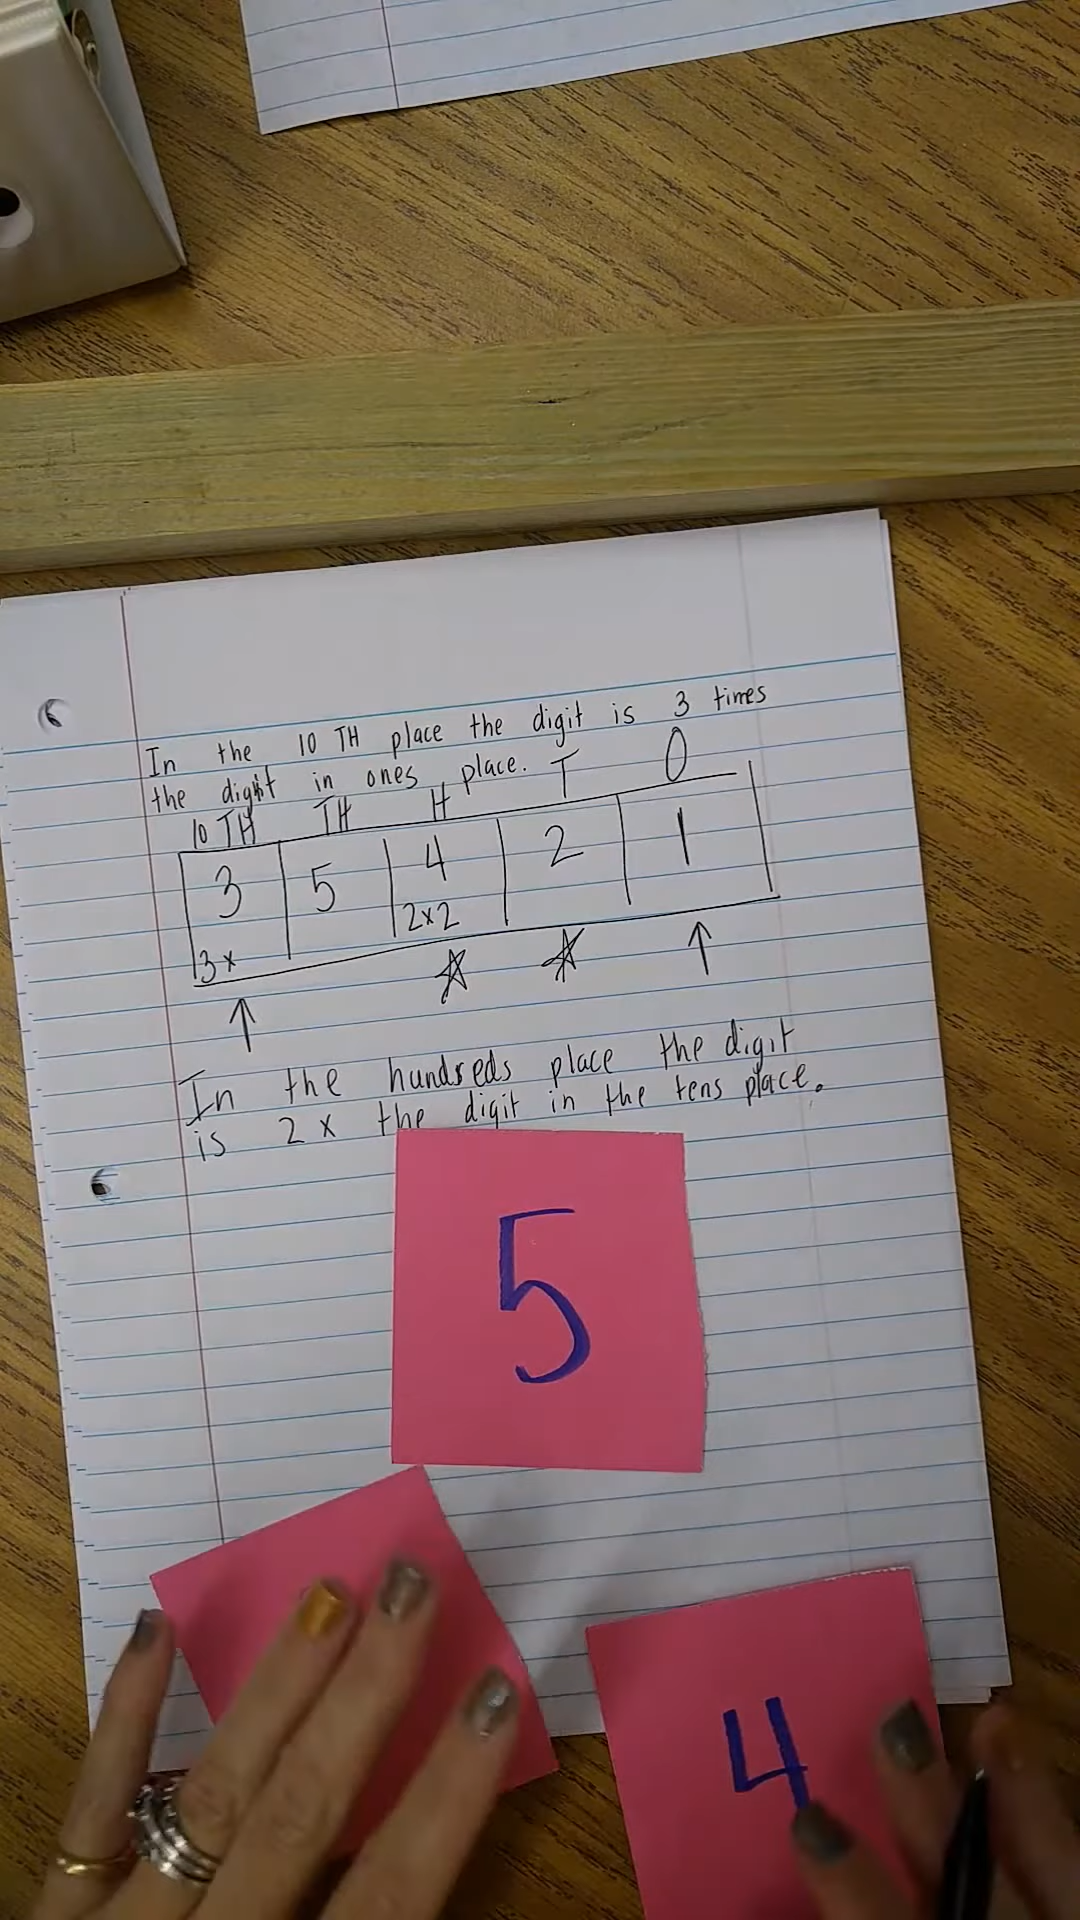 In the 10 TH place the digit is 3 times
the digit in ones place.
10 TH TH H T O
3 5 4 2 1
3x 2x2
In the hundreds place the digit
is 2 x the digit in the tens place.
5
4